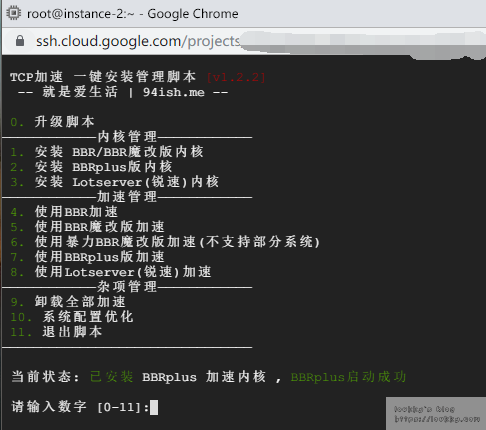 root@instance-2:~ - Google Chrome
ssh.cloud.google.com/projects
TCP加速 一键安装管理脚本 [v1.2.2]
-- 就是爱生活 | 94ish.me --
0. 升级脚本
内核管理
1. 安装 BBR/BBR魔改版内核
2. 安装 BBRplus版内核
3. 安装 Lotserver(锐速)内核
加速管理
4. 使用BBR加速
5. 使用BBR魔改版加速
6. 使用暴力BBR魔改版加速(不支持部分系统)
7. 使用BBRplus版加速
8. 使用Lotserver(锐速)加速
杂项管理
9. 卸载全部加速
10. 系统配置优化
11. 退出脚本
当前状态: 已安装 BBRplus 加速内核 , BBRplus启动成功
请输入数字 [0-11]: